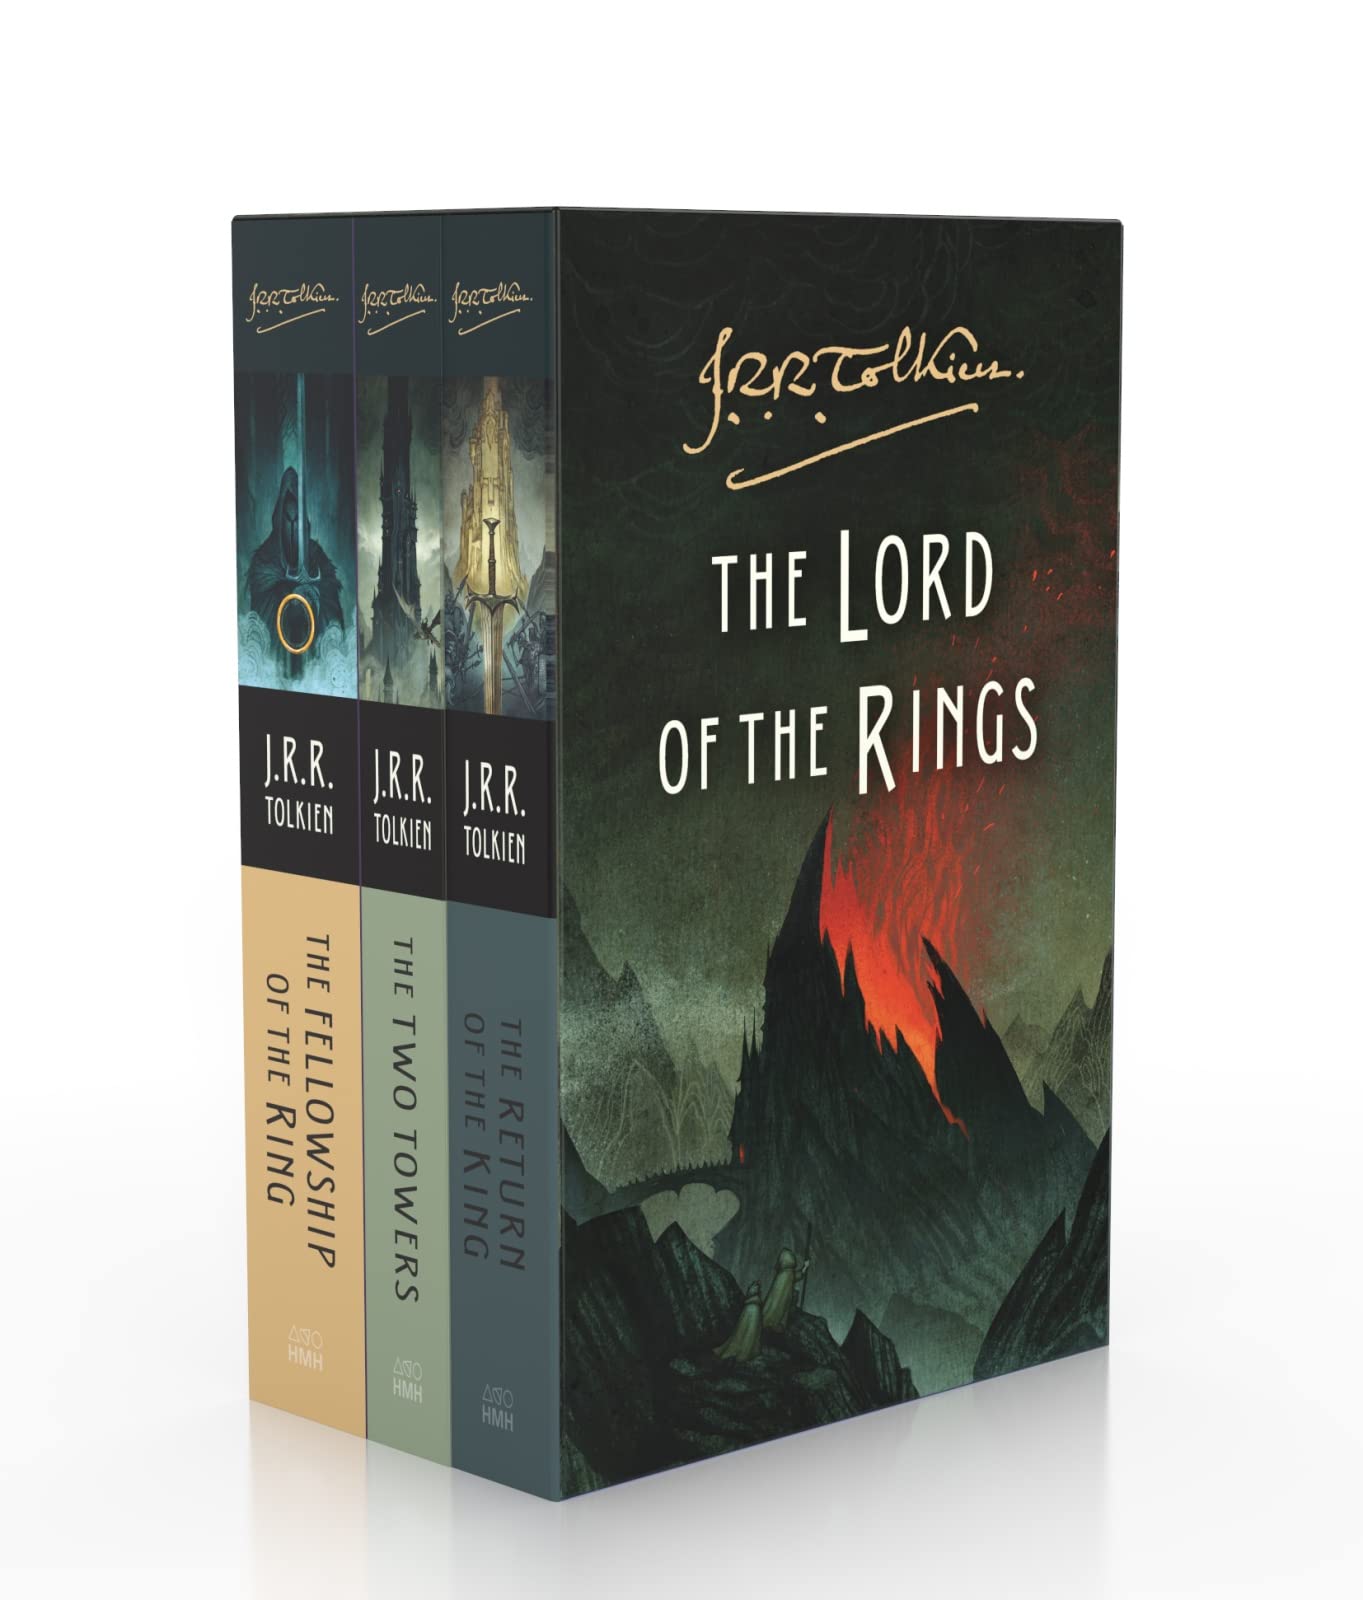 J.R.R. Tolkien.
J.R.R.
TOLKIEN
THE FELLOWSHIP
OF THE RING
HMH
J.R.R. Tolkien.
J.R.R.
TOLKIEN
THE TWO TOWERS
HMH
J.R.R. Tolkien.
J.R.R.
TOLKIEN
THE RETURN
OF THE KING
HMH
J.R.R. Tolkien.
THE LORD
OF THE RINGS